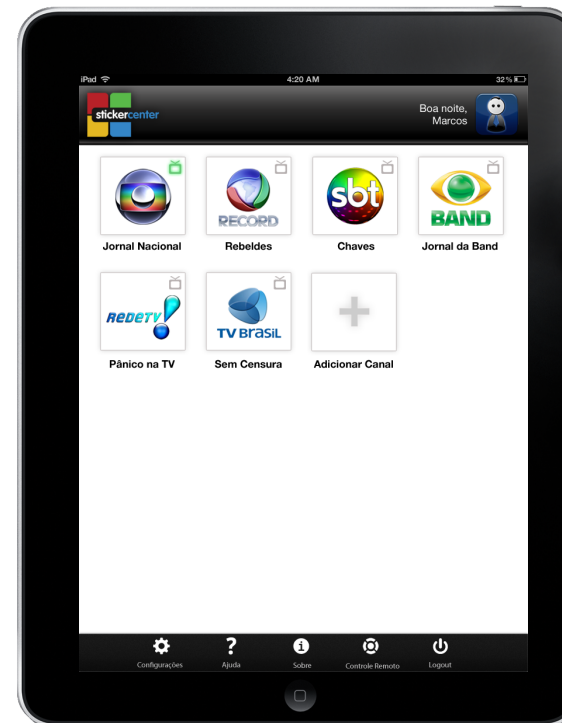 iPad
4:20 AM
32 %
stickercenter
Boa noite,
Marcos
RECORD
sbt
BAND
Jornal Nacional
Rebeldes
Chaves
Jornal da Band
REDETV!
TV BRASIL
Pânico na TV
Sem Censura
Adicionar Canal
Configurações
Ajuda
Sobre
Controle Remoto
Logout